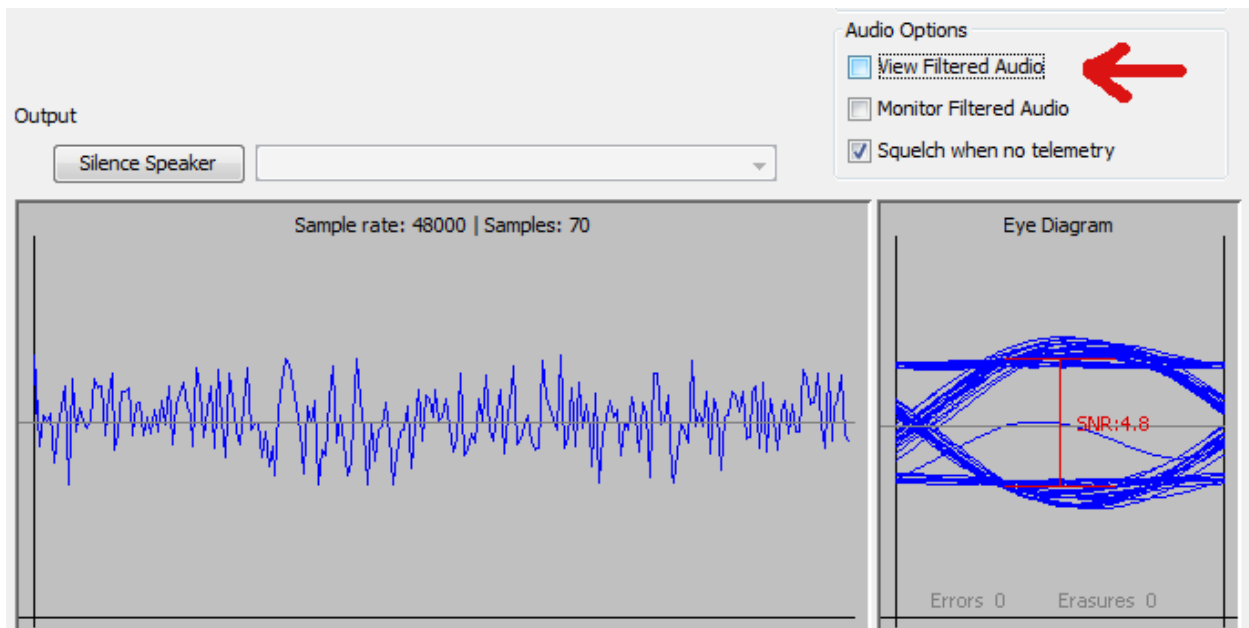 Audio Options
View Filtered Audio
Monitor Filtered Audio
Output
Silence Speaker
Squelch when no telemetry
Sample rate: 48000 | Samples: 70
Eye Diagram
SNR:4.8
Errors 0 Erasures 0